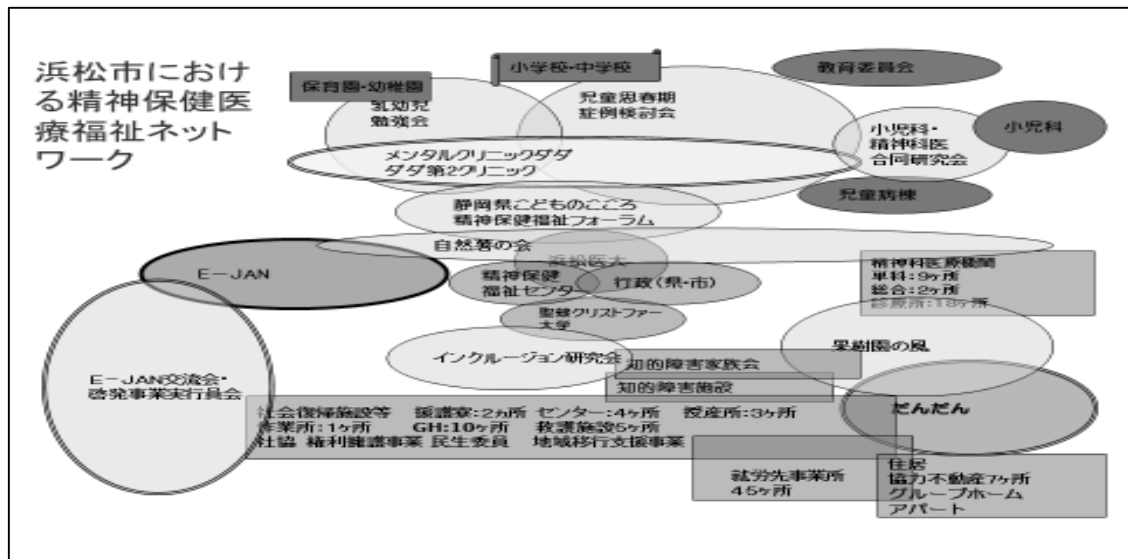 浜松市におけ
る精神保健医
療福祉ネット
ワーク
保育園・幼稚園
小学校・中学校
教育委員会
乳幼児
勉強会
児童思春期
症例検討会
小児科・
精神科医
合同研究会
小児科
メンタルクリニックダダ
ダダ第2クリニック
児童病棟
静岡県こどものこころ
精神保健福祉フォーラム
自然薯の会
浜松医大
E-JAN
精神保健
福祉センター
行政(県・市)
精神科医療機関
単科:9ヶ所
総合:2ヶ所
診療所:18ヶ所
聖隷クリストファー
大学
インクルージョン研究会
果樹園の風
知的障害家族会
知的障害施設
E-JAN交流会・
啓発事業実行員会
だんだん
社会復帰施設等 援護寮:2ヵ所 センター:4ヶ所 授産所:3ヶ所
作業所:1ヶ所 GH:10ヶ所 救護施設5ヶ所
社協 権利擁護事業 民生委員 地域移行支援事業
就労先事業所
45ヶ所
住居
協力不動産7ヶ所
グループホーム
アパート